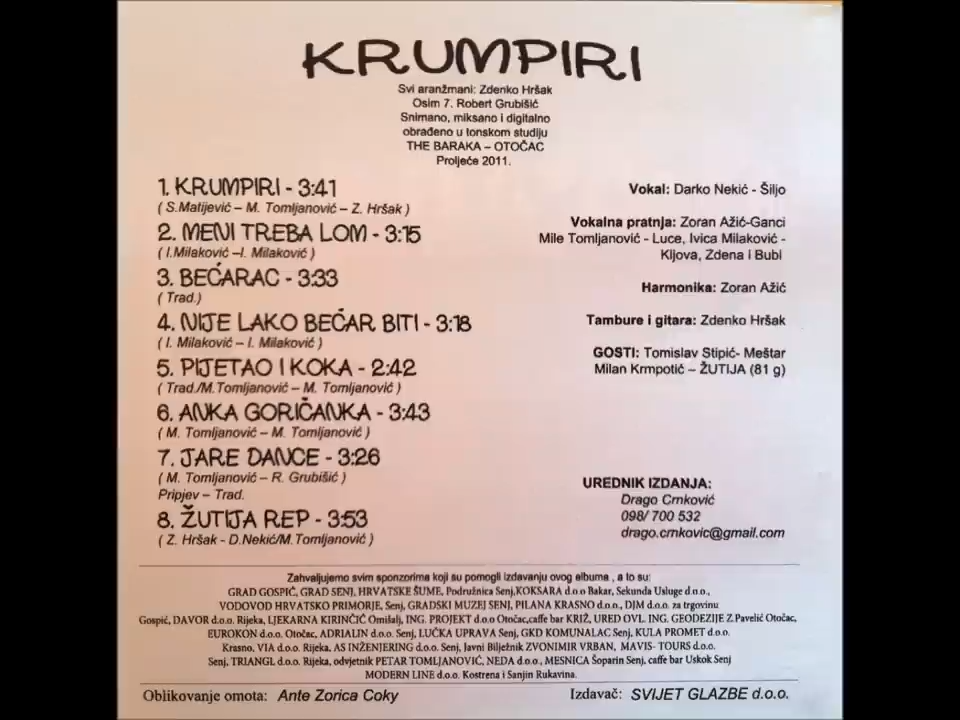 KRUMPIRI
Svi aranžmani: Zdenko Hršak
Osim 7. Robert Grubišić
Snimano, miksano i digitalno
obrađeno u tonskom studiju
THE BARAKA – OTOČAC
Proljeće 2011.
1. KRUMPIRI - 3:41
( S.Matijević – M. Tomljanović – Z. Hršak )
2. MENI TREBA LOM - 3:15
( I.Milaković –I. Milaković )
3. BEĆARAC - 3:33
( Trad.)
4. NIJE LAKO BEĆAR BITI - 3:18
( I. Milaković – I. Milaković )
5. PIJETAO I KOKA - 2:42
( Trad./M.Tomljanović – M. Tomljanović )
6. ANKA GORIČANKA - 3:43
( M. Tomljanović – M. Tomljanović )
7. JARE DANCE - 3:26
( M. Tomljanović – R. Grubišić )
Pripjev – Trad.
8. ŽUTIJA REP - 3:53
( Z. Hršak - D.Nekić/M.Tomljanović )
Vokal: Darko Nekić - Šiljo
Vokalna pratnja: Zoran Ažić-Ganci
Mile Tomljanović - Luce, Ivica Milaković -
Kljova, Zdena i Bubi
Harmonika: Zoran Ažić
Tambure i gitara: Zdenko Hršak
GOSTI: Tomislav Stipić- Meštar
Milan Krmpotić – ŽUTIJA (81 g)
UREDNIK IZDANJA:
Drago Crnković
098/ 700 532
drago.crnkovic@gmail.com
Zahvaljujemo svim sponzorima koji su pomogli izdavanju ovog albuma , a to su:
GRAD GOSPIĆ, GRAD SENJ, HRVATSKE ŠUME, Podružnica Senj,KOKSARA d.o.o Bakar, Sekunda Usluge d.o.o.,
VODOVOD HRVATSKO PRIMORJE, Senj, GRADSKI MUZEJ SENJ, PILANA KRASNO d.o.o., DJM d.o.o. za trgovinu
Gospić, DAVOR d.o.o. Rijeka, LJEKARNA KIRINČIĆ Omišalj, ING. PROJEKT d.o.o Otočac,caffe bar KRIŽ, URED OVL. ING. GEODEZIJE Z.Pavelić Otočac,
EUROKON d.o.o. Otočac, ADRIALIN d.o.o. Senj, LUČKA UPRAVA Senj, GKD KOMUNALAC Senj, KULA PROMET d.o.o.
Krasno, VIA d.o.o. Rijeka, AS INŽENJERING d.o.o. Senj, Javni Bilježnik ZVONIMIR VRBAN, MAVIS- TOURS d.o.o.
Senj, TRIANGL d.o.o. Rijeka, odvjetnik PETAR TOMLJANOVIĆ, NEDA d.o.o., MESNICA Šoparin Senj, caffe bar Uskok Senj
MODERN LINE d.o.o. Kostrena i Sanjin Rukavina.
Oblikovanje omota: Ante Zorica Coky
Izdavač: SVIJET GLAZBE d.o.o.